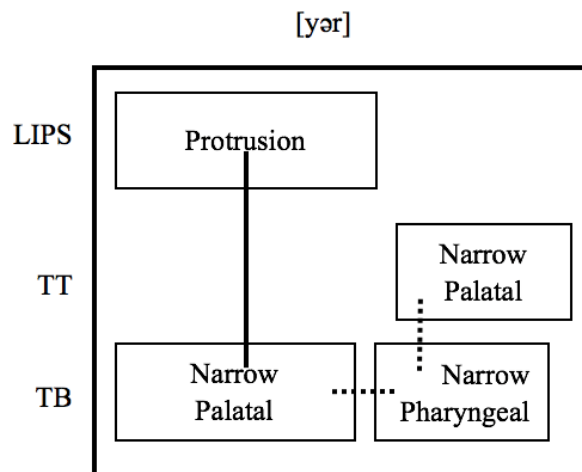 [yər]
LIPS
Protrusion
TT
Narrow
Palatal
TB
Narrow
Palatal
Narrow
Pharyngeal